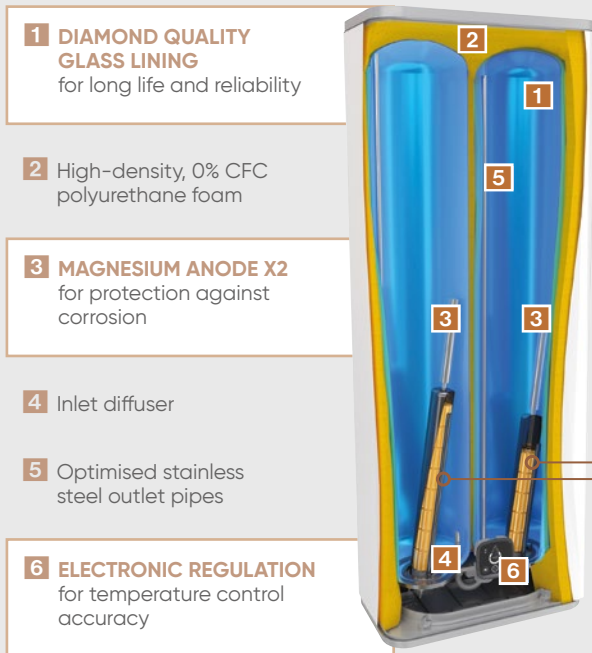 1 DIAMOND QUALITY
GLASS LINING
for long life and reliability
2 High-density, 0% CFC
polyurethane foam
3 MAGNESIUM ANODE X2
for protection against
corrosion
4 Inlet diffuser
5 Optimised stainless
steel outlet pipes
6 ELECTRONIC REGULATION
for temperature control
accuracy
2
1
5
3 3
4
6